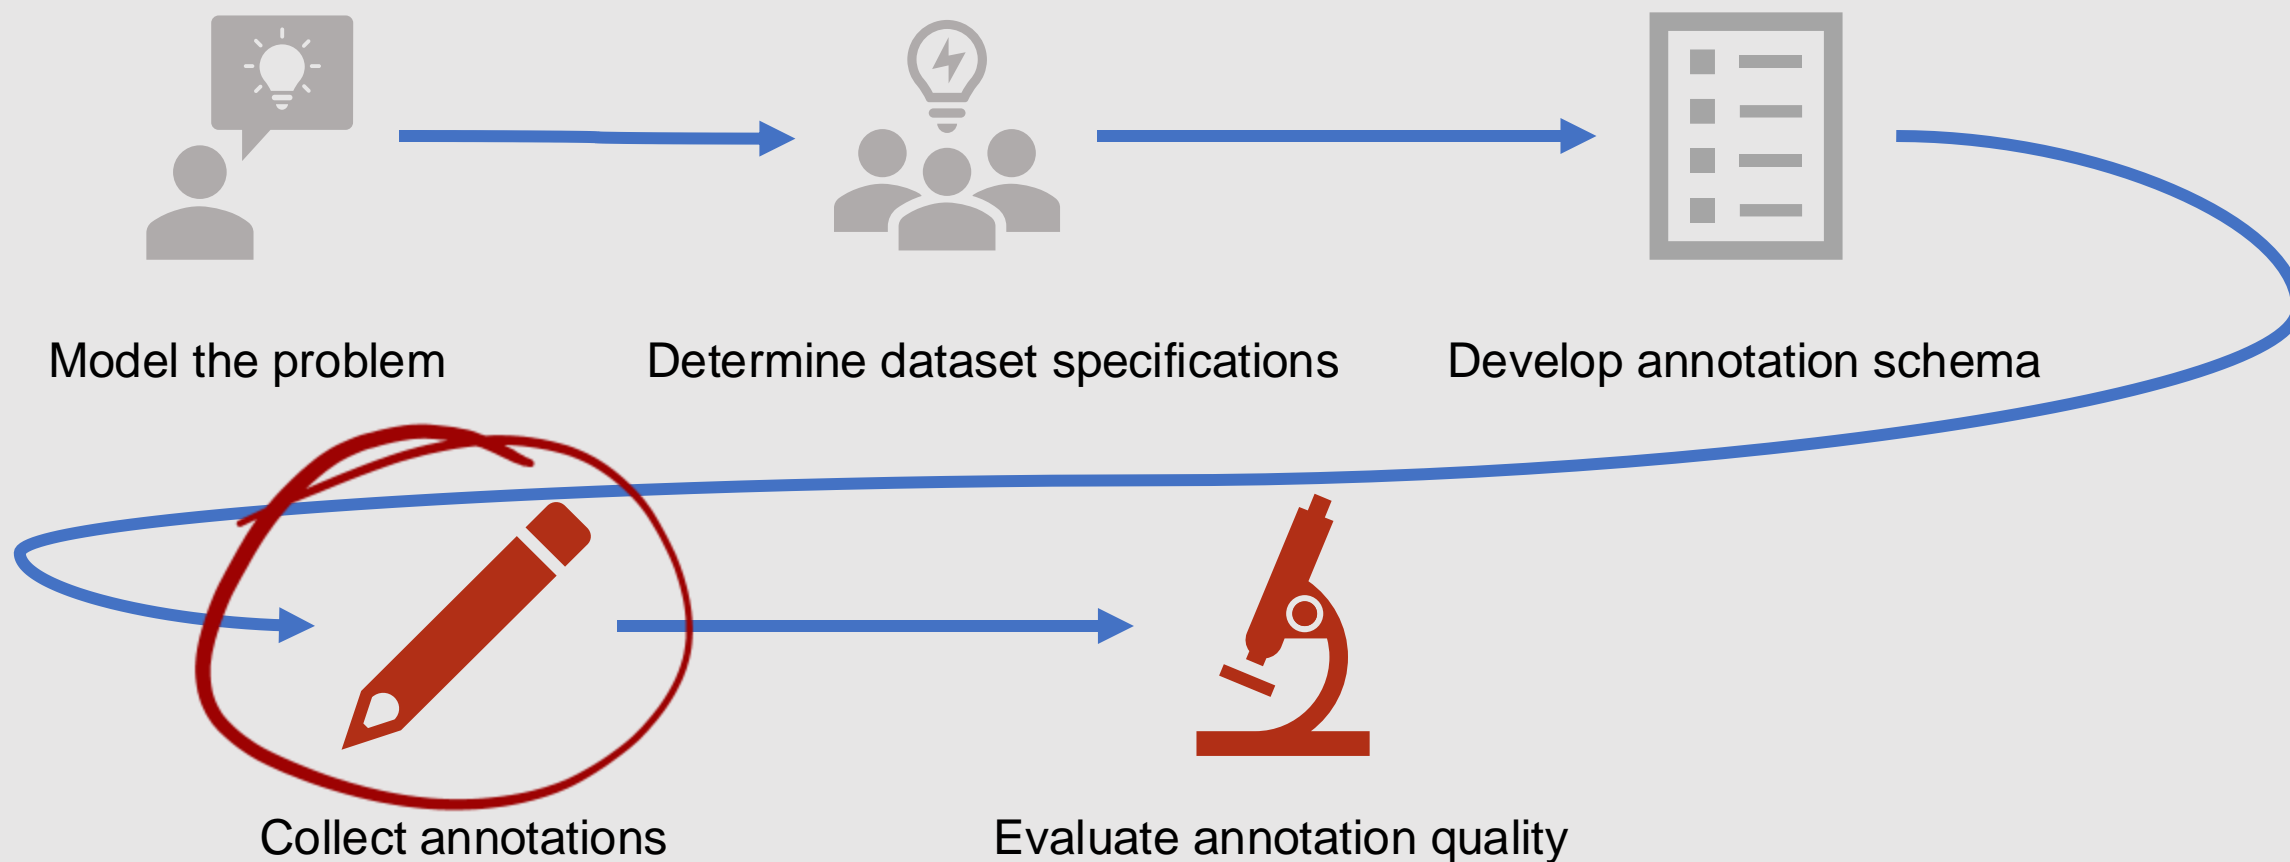 Model the problem
Determine dataset specifications
Develop annotation schema
Collect annotations
Evaluate annotation quality